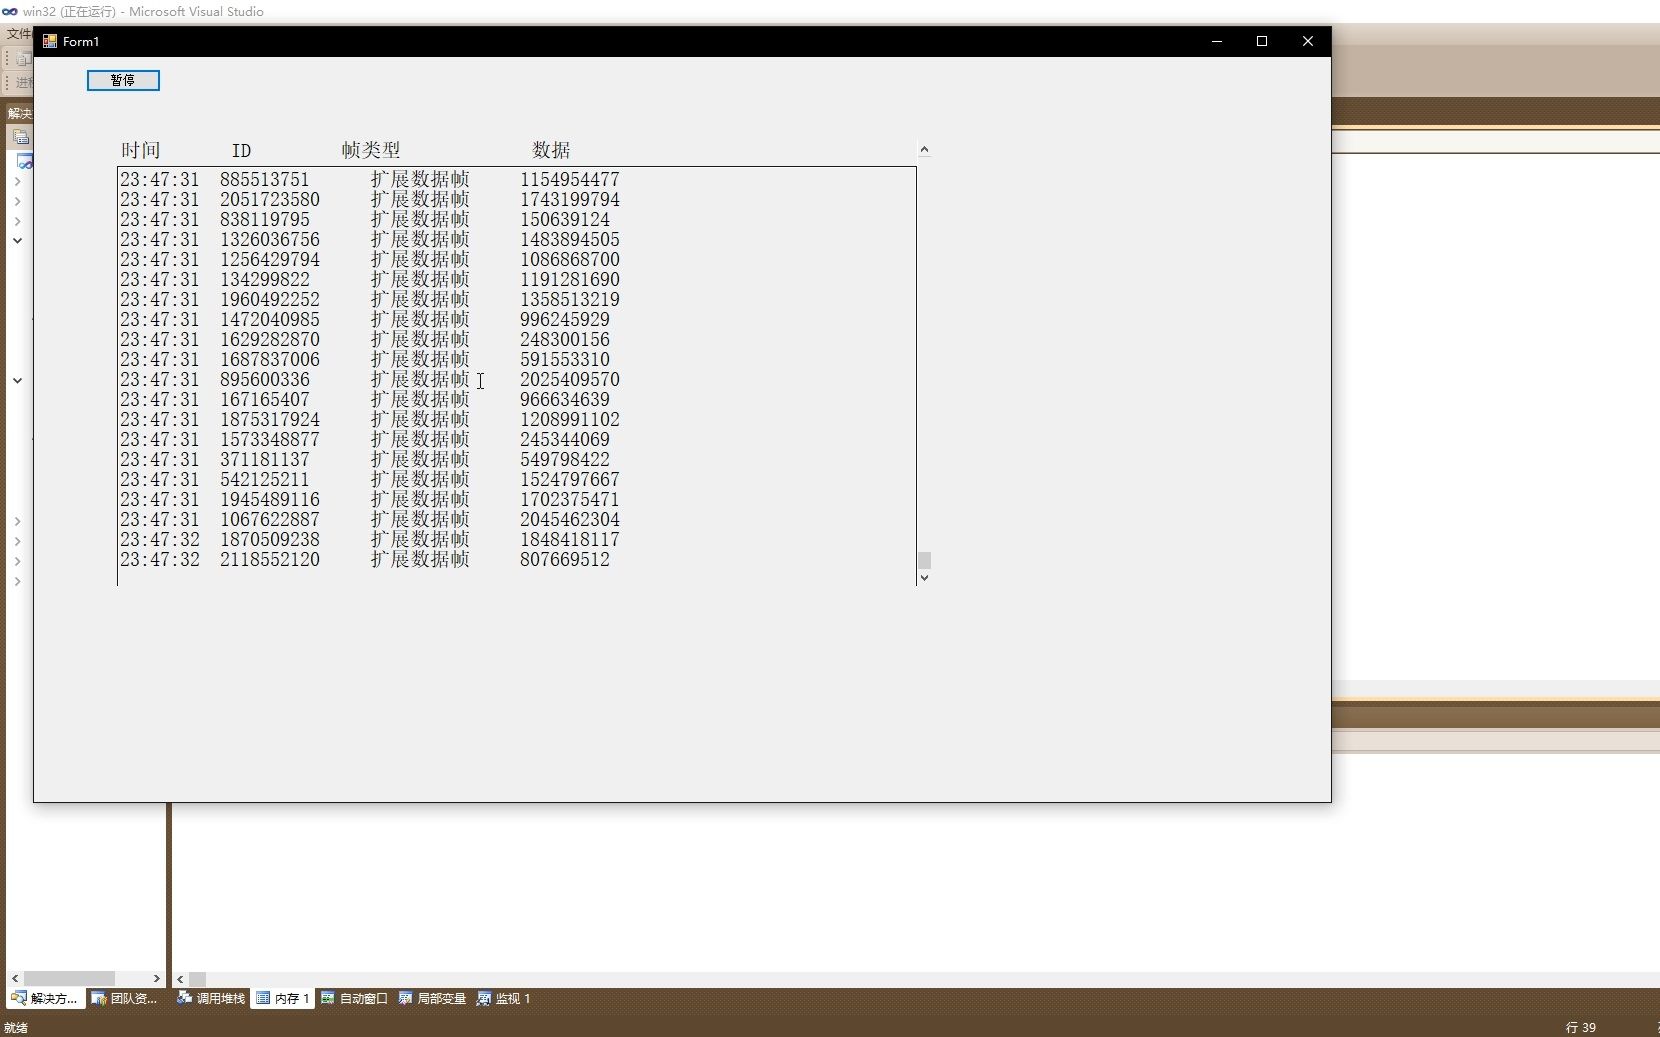 win32 (正在运行) - Microsoft Visual Studio
文件
Form1
暂停
解决
时间 ID 帧类型 数据
23:47:31 885513751 扩展数据帧 1154954477
23:47:31 2051723580 扩展数据帧 1743199794
23:47:31 838119795 扩展数据帧 150639124
23:47:31 1326036756 扩展数据帧 1483894505
23:47:31 1256429794 扩展数据帧 1086868700
23:47:31 134299822 扩展数据帧 1191281690
23:47:31 1960492252 扩展数据帧 1358513219
23:47:31 1472040985 扩展数据帧 996245929
23:47:31 1629282870 扩展数据帧 248300156
23:47:31 1687837006 扩展数据帧 591553310
23:47:31 895600336 扩展数据帧 2025409570
23:47:31 167165407 扩展数据帧 966634639
23:47:31 1875317924 扩展数据帧 1208991102
23:47:31 1573348877 扩展数据帧 245344069
23:47:31 371181137 扩展数据帧 549798422
23:47:31 542125211 扩展数据帧 1524797667
23:47:31 1945489116 扩展数据帧 1702375471
23:47:31 1067622887 扩展数据帧 2045462304
23:47:32 1870509238 扩展数据帧 1848418117
23:47:32 2118552120 扩展数据帧 807669512
解决方... 团队资... 调用堆栈 内存 1 自动窗口 局部变量 监视 1
就绪 行 39